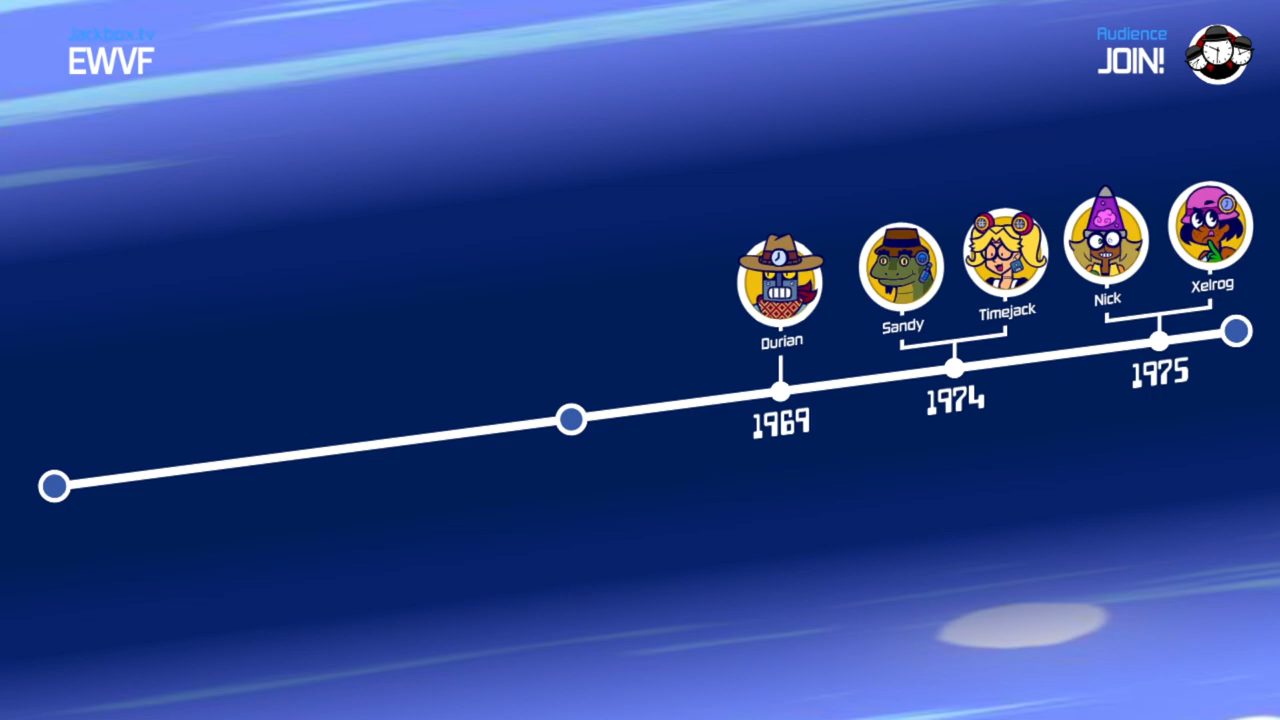 Jackbox.tv
EWVF
Audience
JOIN!
Durian
Sandy
Timejack
Nick
Xelrog
1969
1974
1975